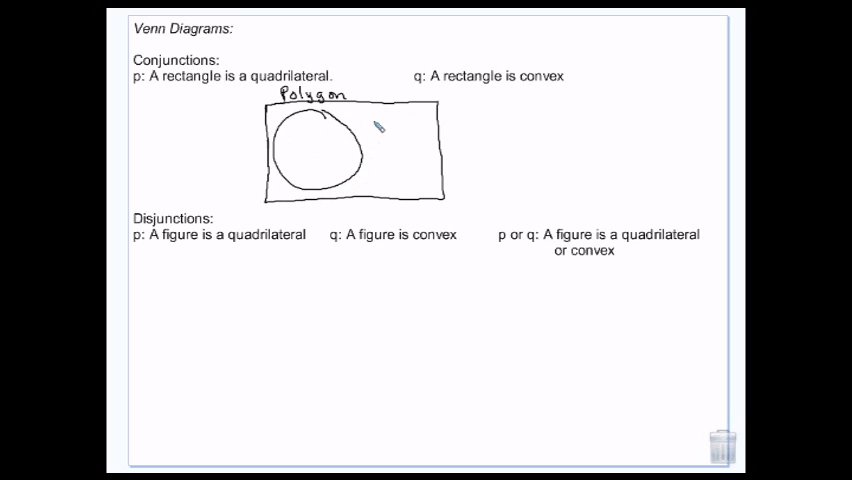 Venn Diagrams:
Conjunctions:
p: A rectangle is a quadrilateral. q: A rectangle is convex
Polygon
Disjunctions:
p: A figure is a quadrilateral q: A figure is convex p or q: A figure is a quadrilateral
or convex